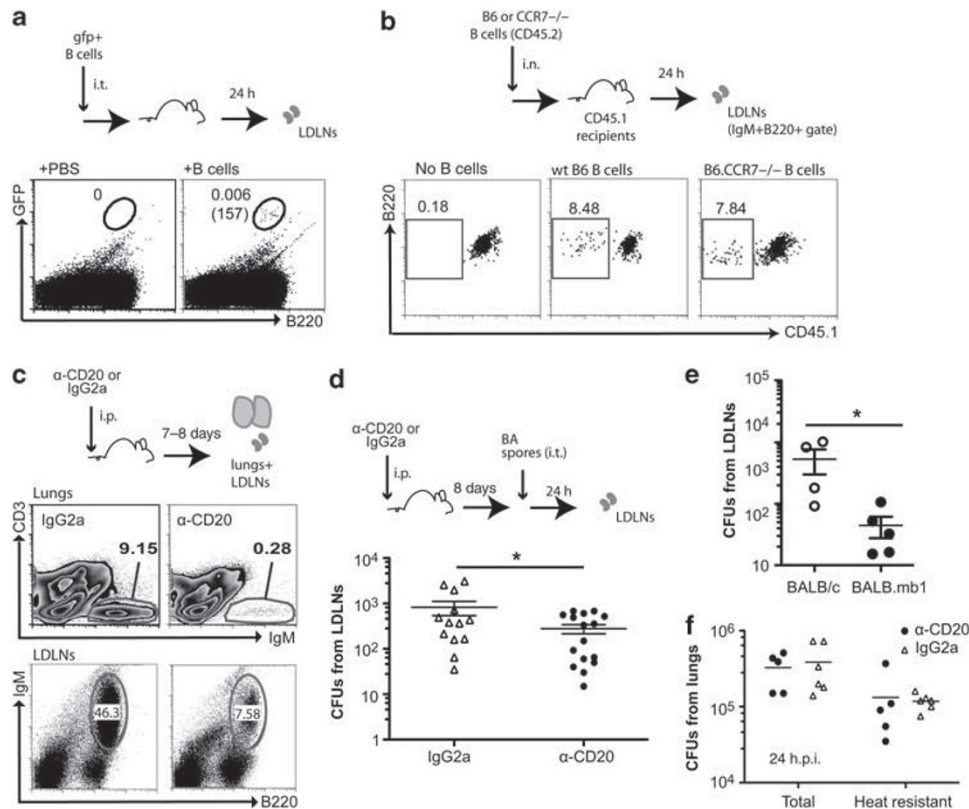 a
gfp+
B cells
i.t.
24 h
LDLNs
+PBS
+B cells
0
0.006
(157)
GFP
B220
b
B6 or CCR7–/–
B cells (CD45.2)
i.n.
24 h
CD45.1
recipients
LDLNs
(IgM+B220+ gate)
No B cells
wt B6 B cells
B6.CCR7–/– B cells
0.18
8.48
7.84
B220
CD45.1
c
α-CD20 or
IgG2a
i.p.
7–8 days
lungs+
LDLNs
Lungs
IgG2a
α-CD20
9.15
0.28
CD3
IgM
LDLNs
46.3
7.58
IgM
B220
d
α-CD20 or
IgG2a
i.p.
8 days
BA
spores (i.t.)
24 h
LDLNs
CFUs from LDLNs
10⁴
10³
10²
10
1
*
IgG2a
α-CD20
e
CFUs from LDLNs
10⁵
10⁴
10³
10²
10
*
BALB/c
BALB.mb1
f
CFUs from lungs
10⁶
10⁵
10⁴
α-CD20
IgG2a
24 h.p.i.
Total
Heat resistant